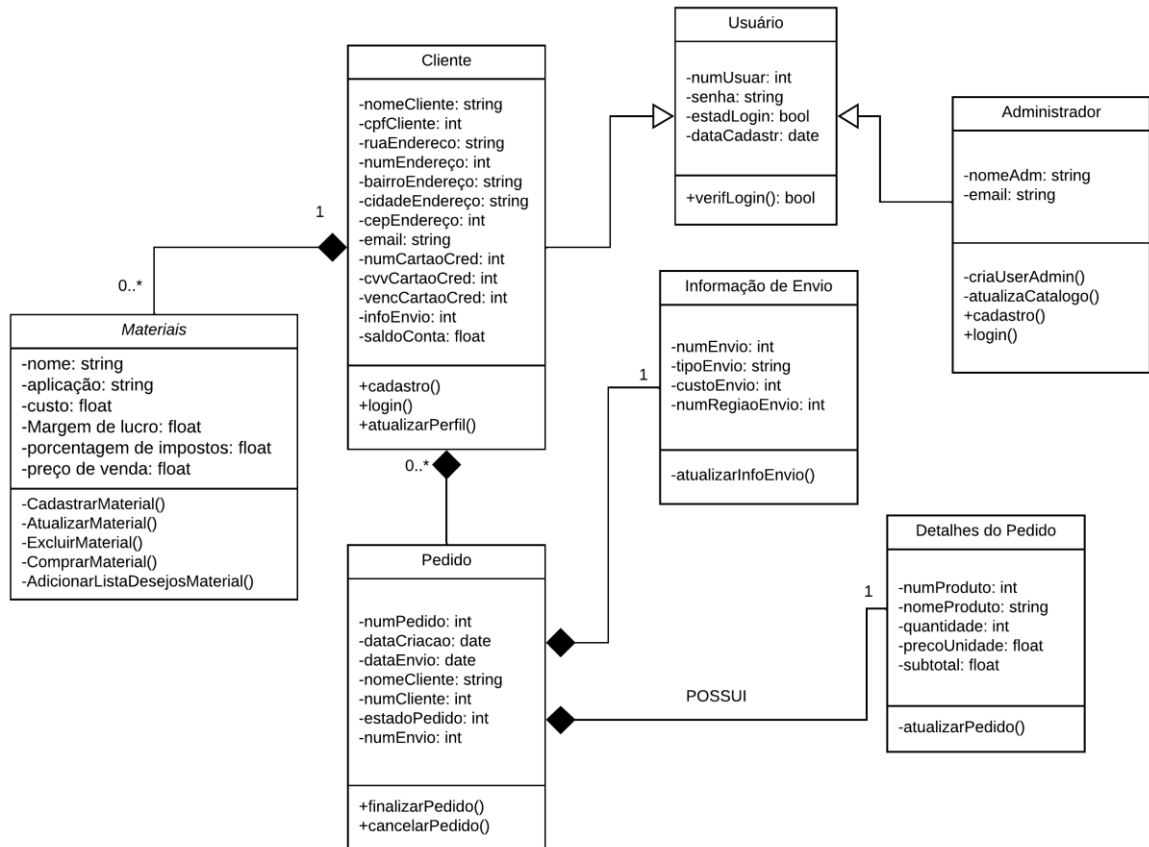 Usuário
-numUsuar: int
-senha: string
-estadLogin: bool
-dataCadastr: date
+verifLogin(): bool
Cliente
-nomeCliente: string
-cpfCliente: int
-ruaEndereco: string
-numEndereço: int
-bairroEndereço: string
-cidadeEndereço: string
-cepEndereço: int
-email: string
-numCartaoCred: int
-cvvCartaoCred: int
-vencCartaoCred: int
-infoEnvio: int
-saldoConta: float
+cadastro()
+login()
+atualizarPerfil()
Administrador
-nomeAdm: string
-email: string
-criaUserAdmin()
-atualizaCatalogo()
+cadastro()
+login()
1
0..*
Materiais
-nome: string
-aplicação: string
-custo: float
-Margem de lucro: float
-porcentagem de impostos: float
-preço de venda: float
-CadastrarMaterial()
-AtualizarMaterial()
-ExcluirMaterial()
-ComprarMaterial()
-AdicionarListaDesejosMaterial()
Informação de Envio
-numEnvio: int
-tipoEnvio: string
-custoEnvio: int
-numRegiaoEnvio: int
-atualizarInfoEnvio()
1
0..*
Pedido
-numPedido: int
-dataCriacao: date
-dataEnvio: date
-nomeCliente: string
-numCliente: int
-estadoPedido: int
-numEnvio: int
+finalizarPedido()
+cancelarPedido()
POSSUI
1
Detalhes do Pedido
-numProduto: int
-nomeProduto: string
-quantidade: int
-precoUnidade: float
-subtotal: float
-atualizarPedido()